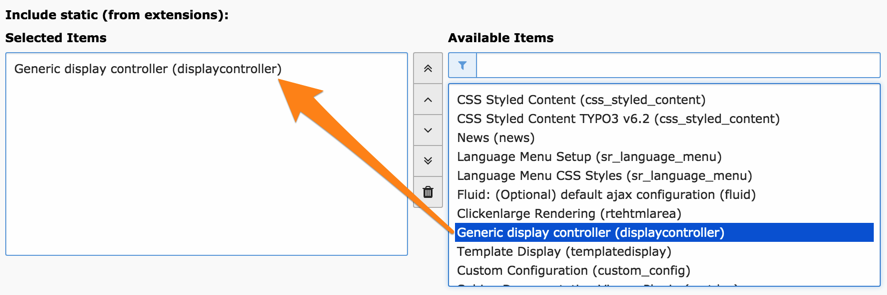 Include static (from extensions):
Selected Items
Available Items
Generic display controller (displaycontroller)
CSS Styled Content (css_styled_content)
CSS Styled Content TYPO3 v6.2 (css_styled_content)
News (news)
Language Menu Setup (sr_language_menu)
Language Menu CSS Styles (sr_language_menu)
Fluid: (Optional) default ajax configuration (fluid)
Clickenlarge Rendering (rtehtmlarea)
Generic display controller (displaycontroller)
Template Display (templatedisplay)
Custom Configuration (custom_config)